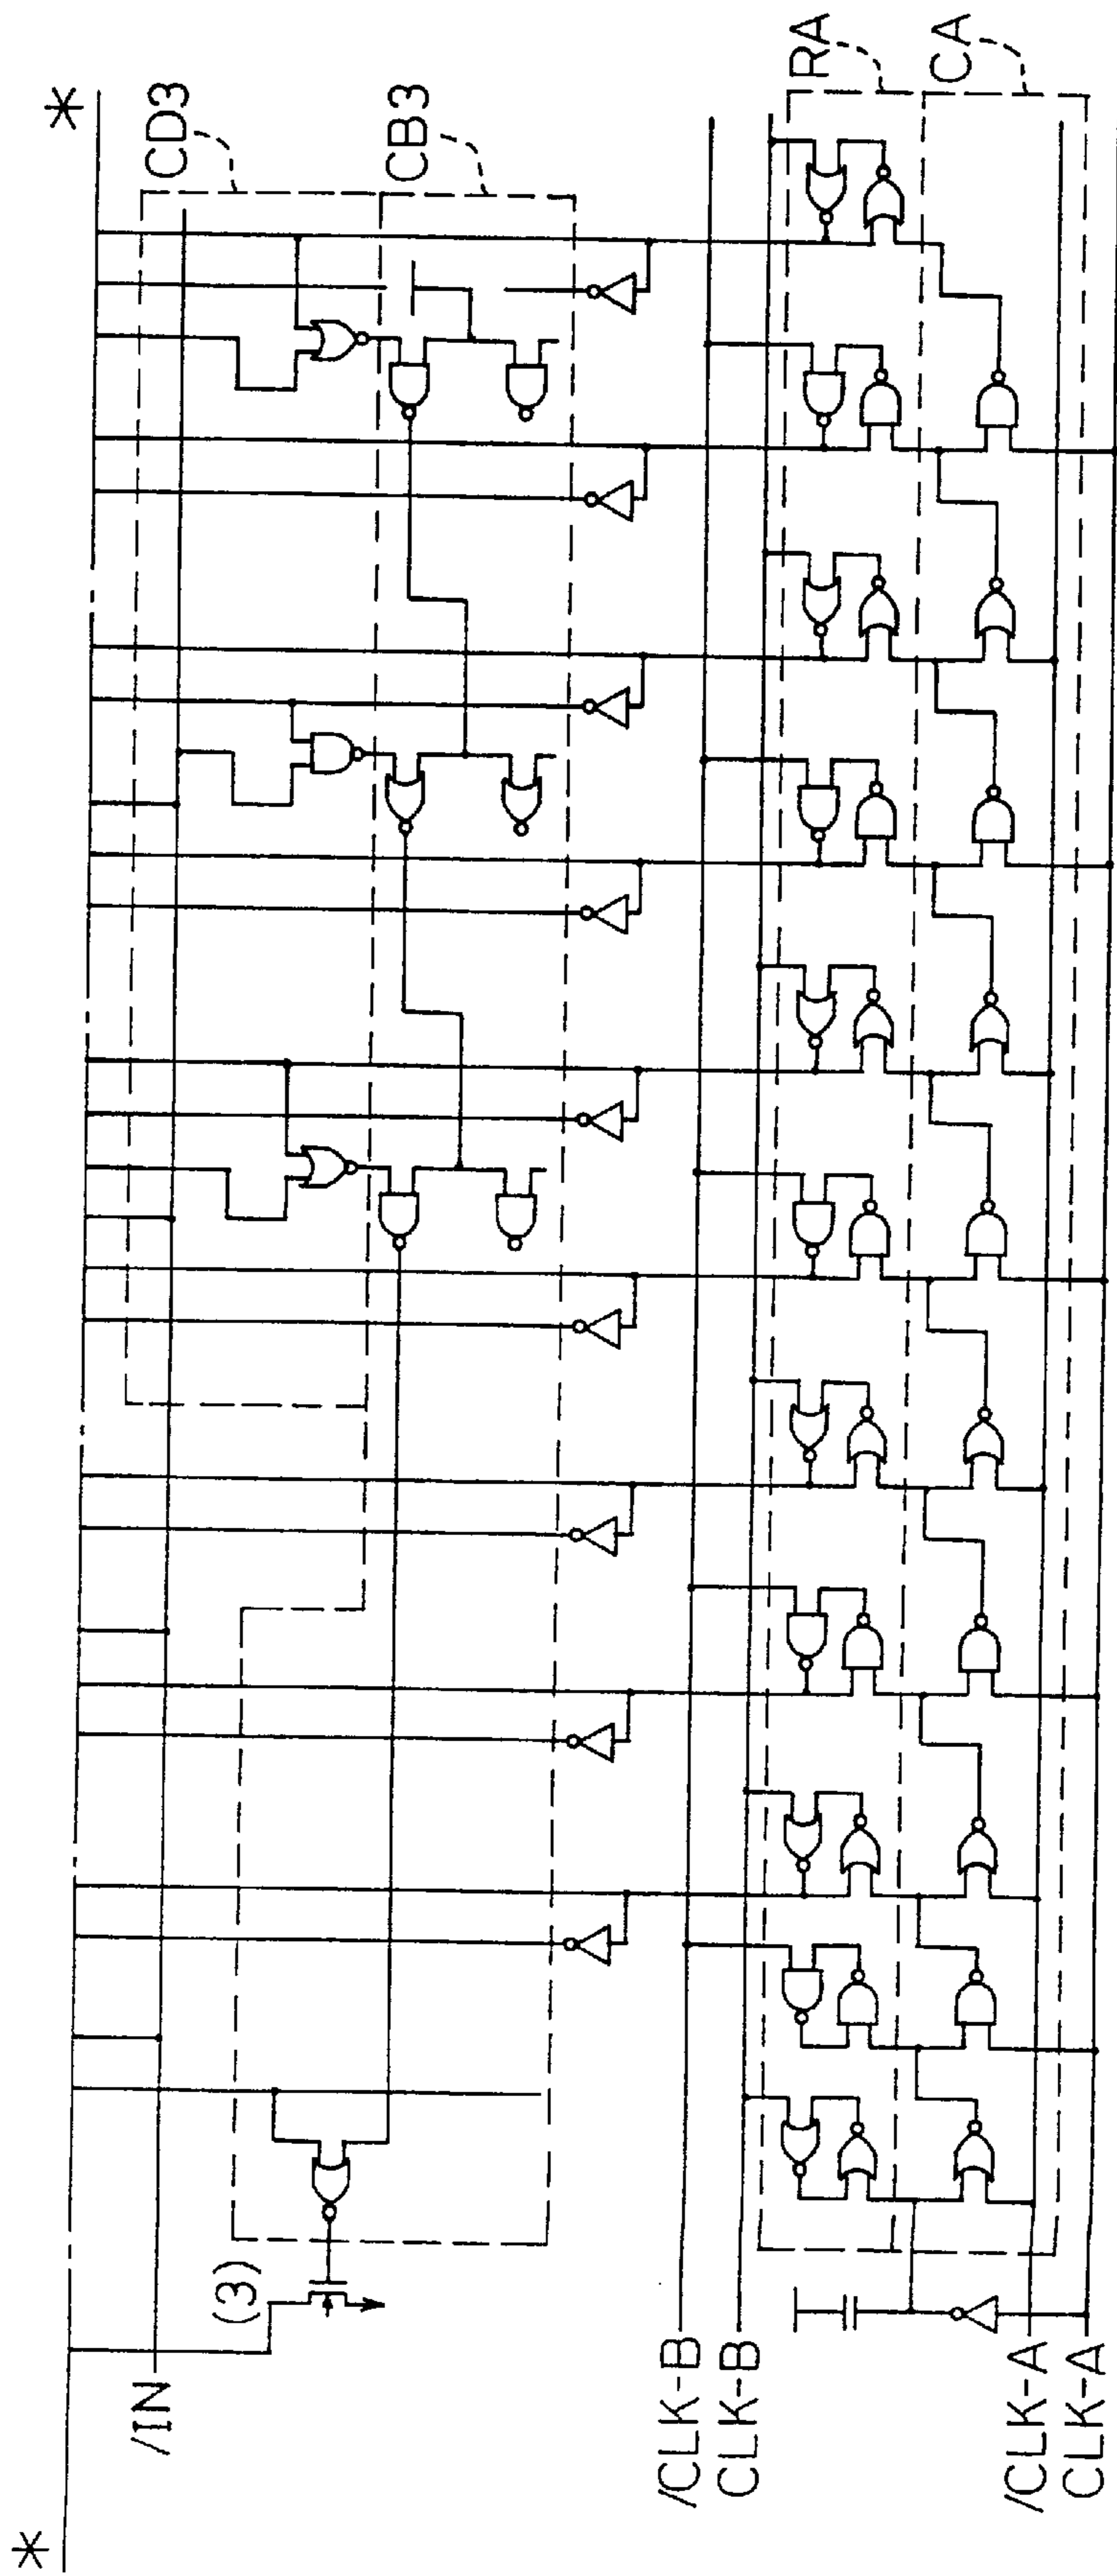 *
CD3
CB3
RA
CA
(3)
*
/IN
/CLK-B
CLK-B
/CLK-A
CLK-A